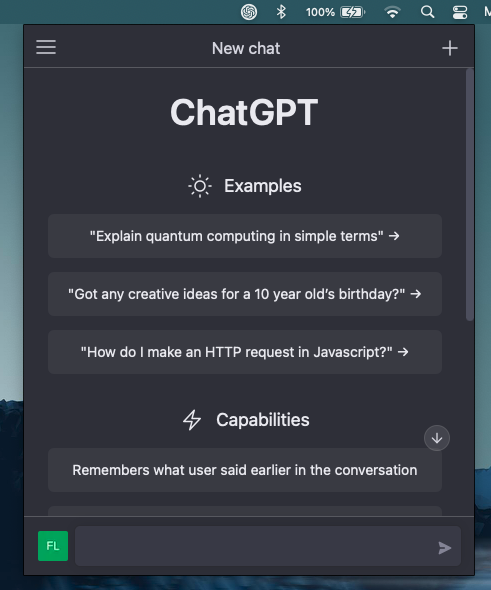 100%
M
New chat
ChatGPT
Examples
"Explain quantum computing in simple terms" →
"Got any creative ideas for a 10 year old’s birthday?" →
"How do I make an HTTP request in Javascript?" →
Capabilities
Remembers what user said earlier in the conversation
FL